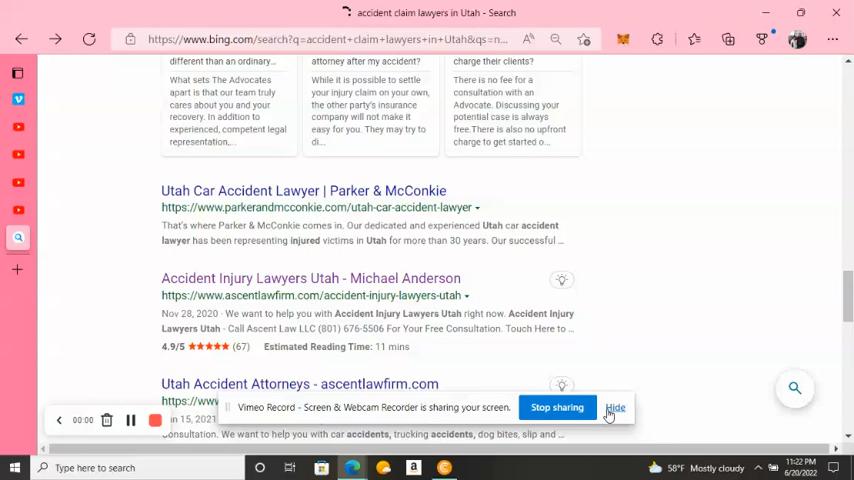 accident claim lawyers in Utah - Search
https://www.bing.com/search?q=accident+claim+lawyers+in+Utah&qs=n...
different than an ordinary...
What sets The Advocates
apart is that our team truly
cares about you and your
recovery. In addition to
experienced, competent legal
representation,...
attorney after my accident?
While it is possible to settle
your injury claim on your own,
the other party's insurance
company will not make it
easy for you. They may try to
di...
charge their clients?
There is no fee for a
consultation with an
Advocate. Discussing your
potential case is always
free.There is also no upfront
charge to get started o...
Utah Car Accident Lawyer | Parker & McConkie
https://www.parkerandmcconkie.com/utah-car-accident-lawyer
That's where Parker & McConkie comes in. Our dedicated and experienced Utah car accident
lawyer has been representing injured victims in Utah for more than 30 years. Our successful ...
Accident Injury Lawyers Utah - Michael Anderson
https://www.ascentlawfirm.com/accident-injury-lawyers-utah
Nov 28, 2020 · We want to help you with Accident Injury Lawyers Utah right now. Accident Injury
Lawyers Utah - Call Ascent Law LLC (801) 676-5506 For Your Free Consultation. Touch Here to ...
4.9/5 ★★★★★ (67) Estimated Reading Time: 11 mins
Utah Accident Attorneys - ascentlawfirm.com
https://www
Vimeo Record - Screen & Webcam Recorder is sharing your screen.
Stop sharing
Hide
00:00
15, 2021
Consultation. We want to help you with car accidents, trucking accidents, dog bites, slip and ...
Type here to search
a
58°F Mostly cloudy
11:22 PM
6/20/2022